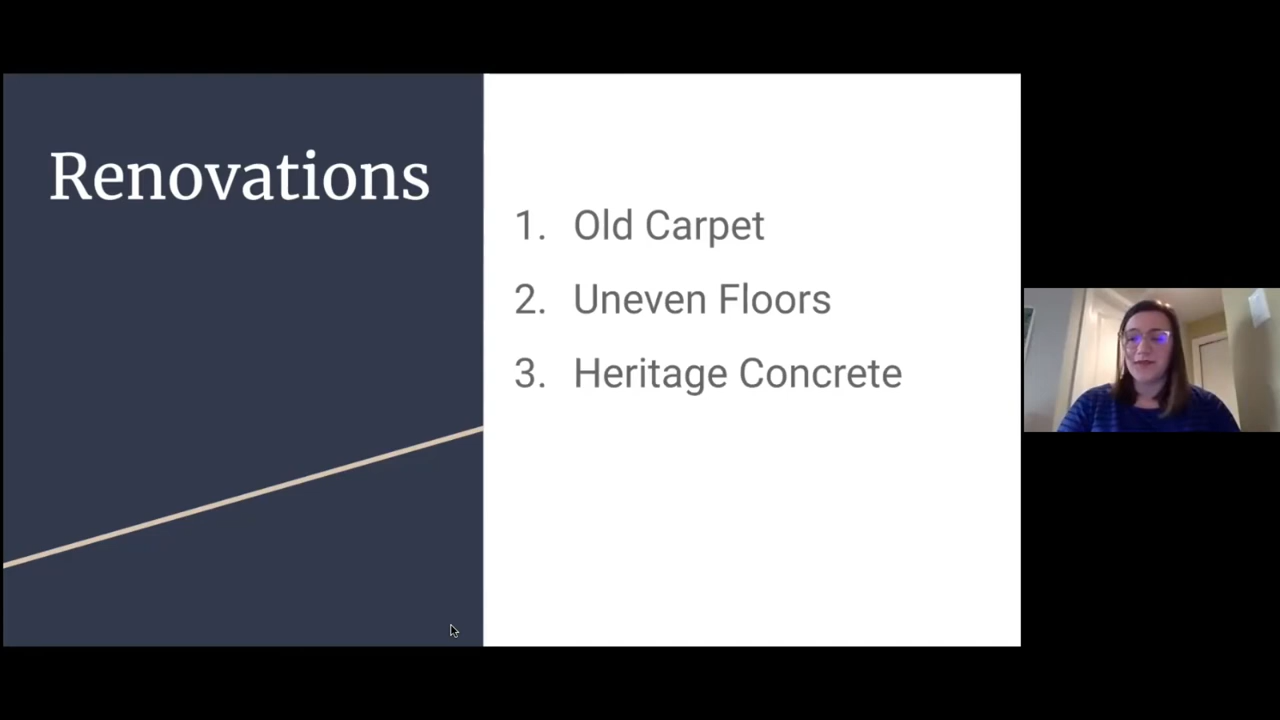 Renovations
1. Old Carpet
2. Uneven Floors
3. Heritage Concrete